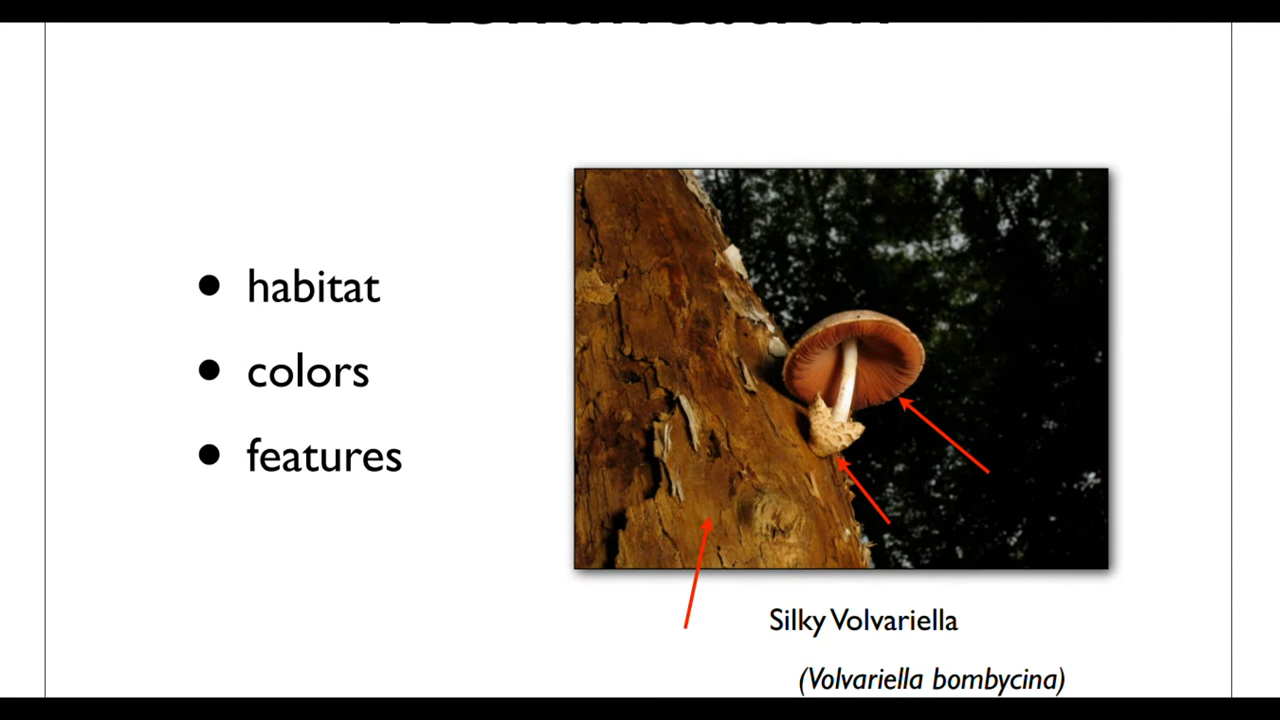 • habitat
• colors
• features
Silky Volvariella
(Volvariella bombycina)